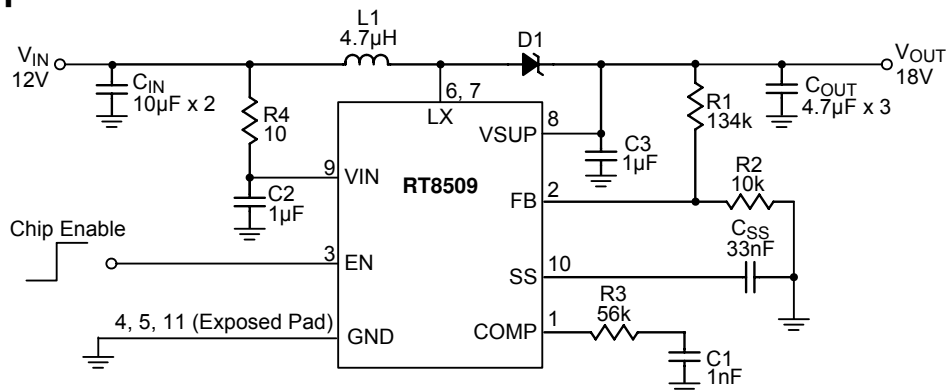 L1
4.7µH
D1
VIN
12V
VOUT
18V
CIN
10µF x 2
6, 7
LX
R4
10
8
VSUP
C3
1µF
R1
134k
COUT
4.7µF x 3
9
VIN
RT8509
2
FB
R2
10k
C2
1µF
Chip Enable
3
EN
CSS
33nF
10
SS
4, 5, 11 (Exposed Pad)
GND
COMP
1
R3
56k
C1
1nF